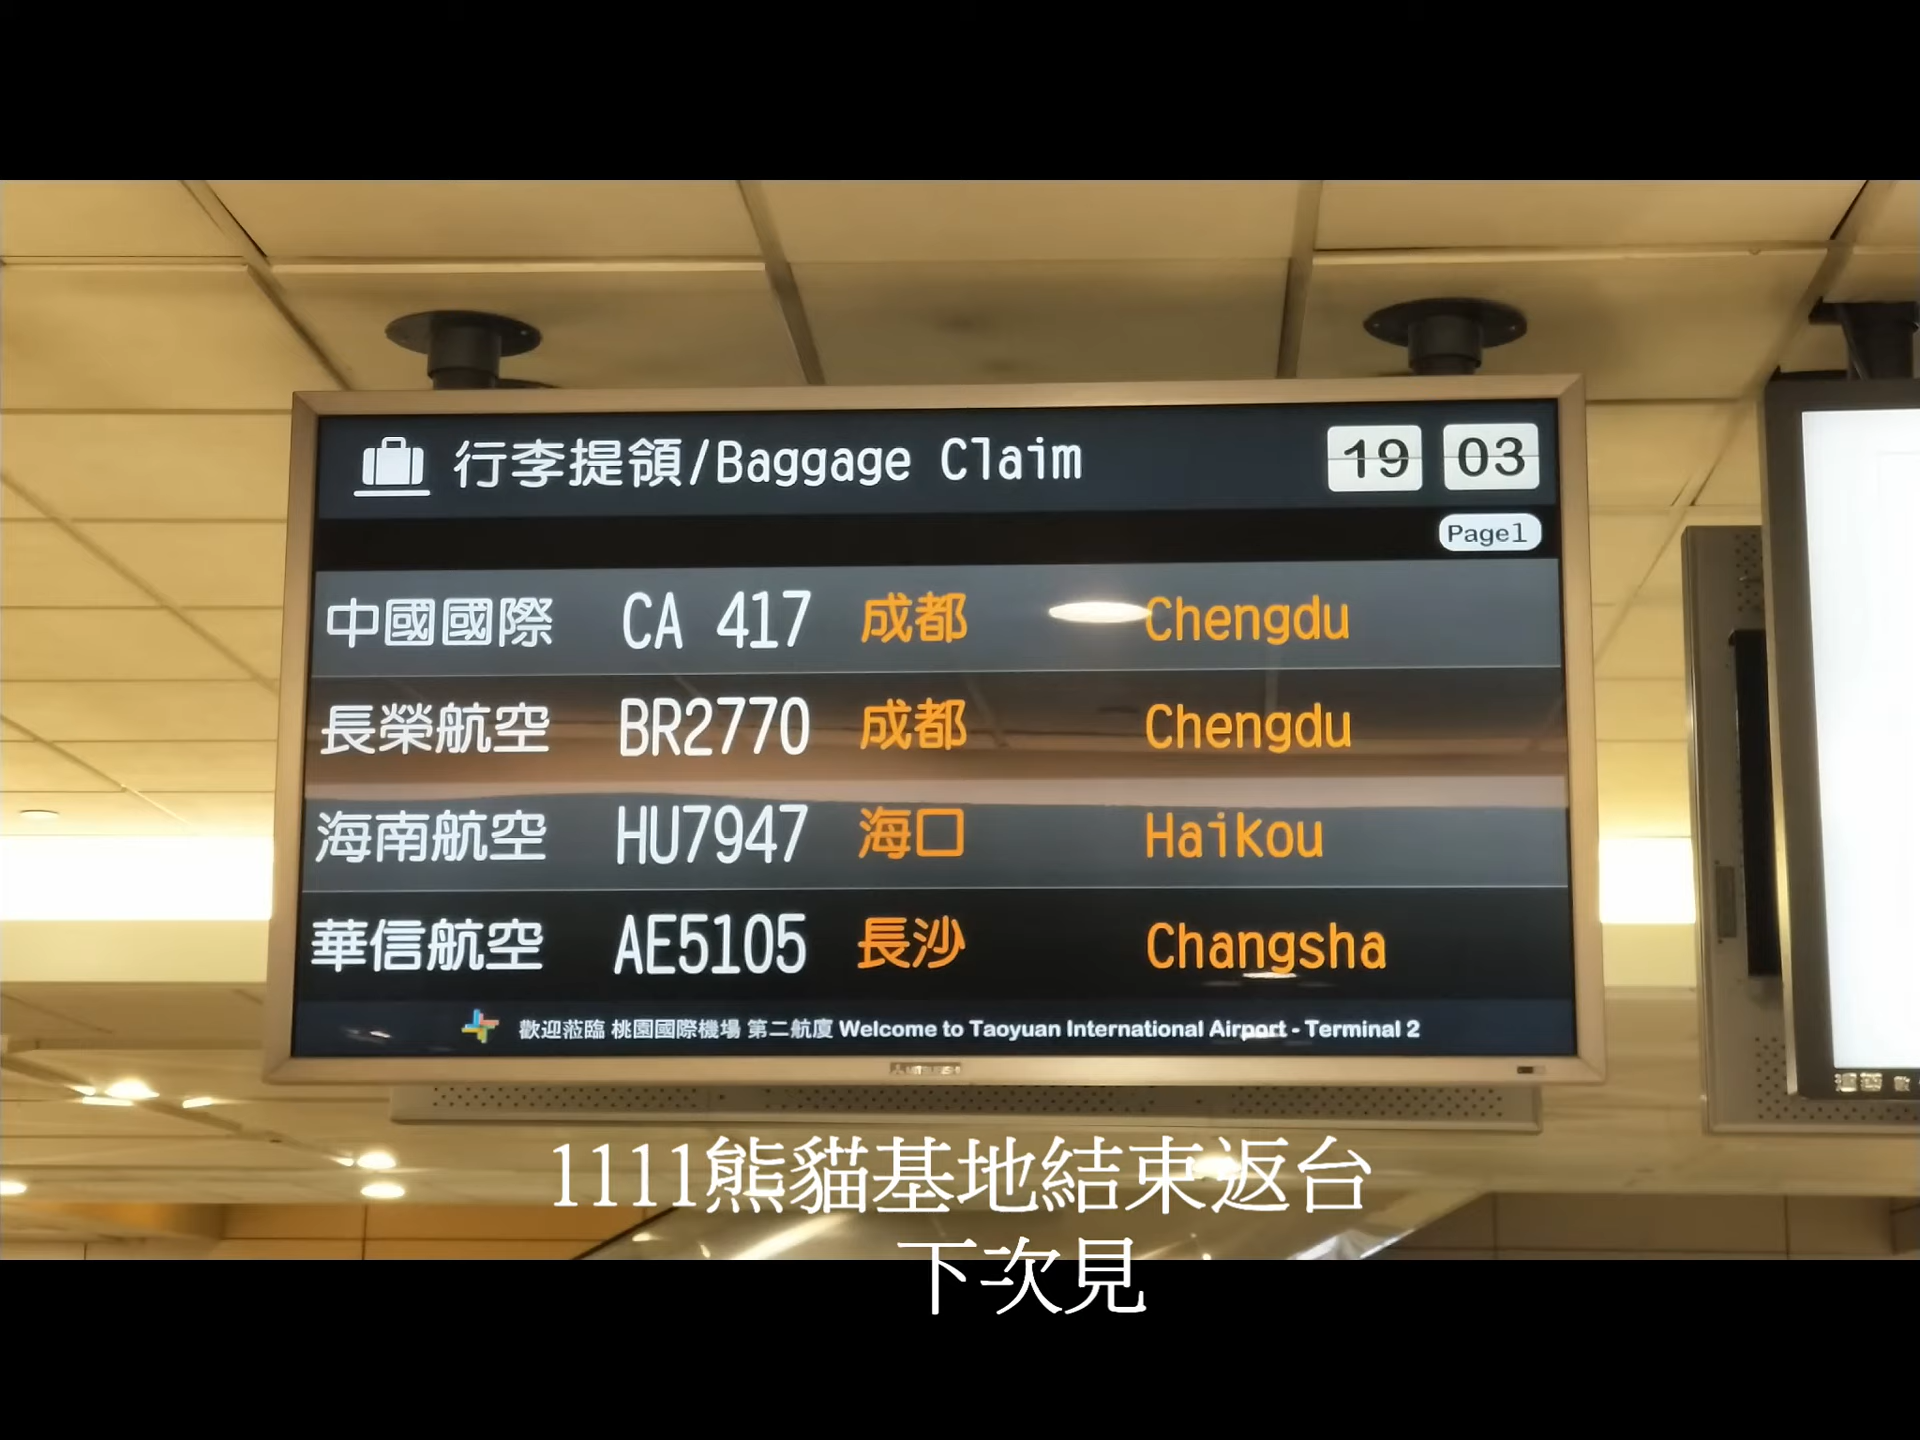 行李提領/Baggage Claim 19 03
Page1
中國國際 CA 417 成都 Chengdu
長榮航空 BR2770 成都 Chengdu
海南航空 HU7947 海口 Haikou
華信航空 AE5105 長沙 Changsha
歡迎蒞臨 桃園國際機場 第二航廈 Welcome to Taoyuan International Airport - Terminal 2
MITSUBISHI
1111熊貓基地結束返台
下次見